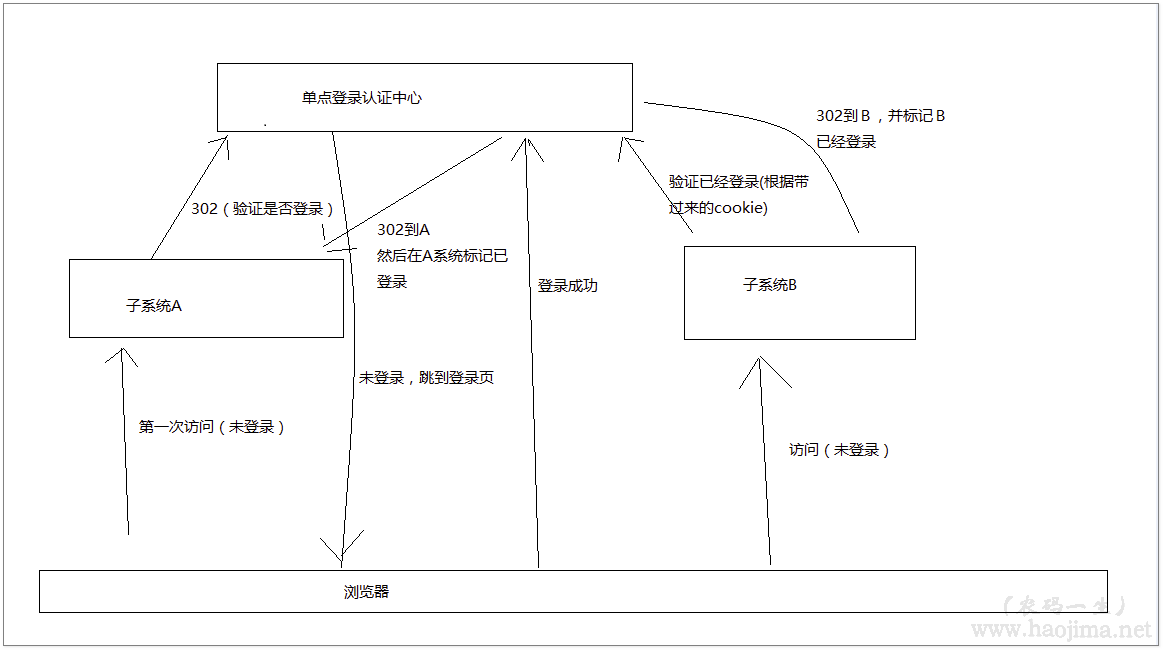 单点登录认证中心
302到B，并标记B
已经登录
验证已经登录(根据带
过来的cookie)
302（验证是否登录）
302到A
然后在A系统标记已
登录
登录成功
子系统B
子系统A
未登录，跳到登录页
第一次访问（未登录）
访问（未登录）
浏览器
（农码一生）
www.haojima.net